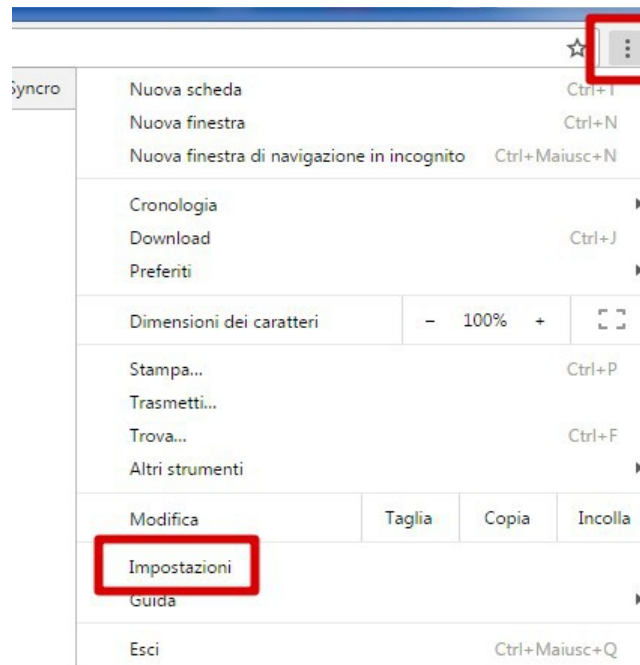 Syncro
Nuova scheda Ctrl+T
Nuova finestra Ctrl+N
Nuova finestra di navigazione in incognito Ctrl+Maiusc+N
Cronologia
Download Ctrl+J
Preferiti
Dimensioni dei caratteri − 100% +
Stampa... Ctrl+P
Trasmetti...
Trova... Ctrl+F
Altri strumenti
Modifica Taglia Copia Incolla
Impostazioni
Guida
Esci Ctrl+Maiusc+Q